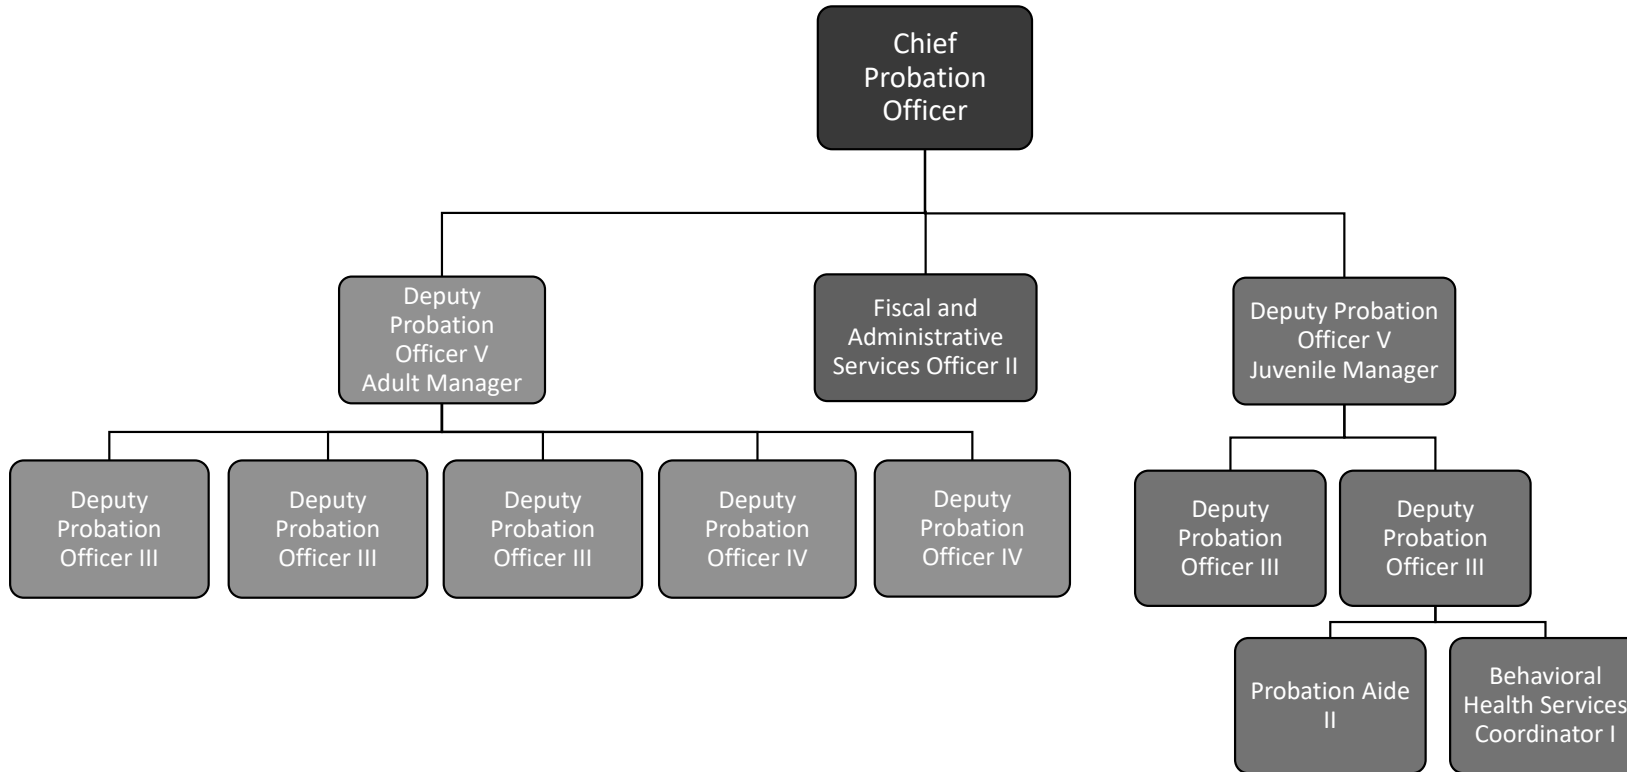 Chief
Probation
Officer
Deputy
Probation
Officer V
Adult Manager
Fiscal and
Administrative
Services Officer II
Deputy Probation
Officer V
Juvenile Manager
Deputy
Probation
Officer III
Deputy
Probation
Officer III
Deputy
Probation
Officer III
Deputy
Probation
Officer IV
Deputy
Probation
Officer IV
Deputy
Probation
Officer III
Deputy
Probation
Officer III
Probation Aide
II
Behavioral
Health Services
Coordinator I